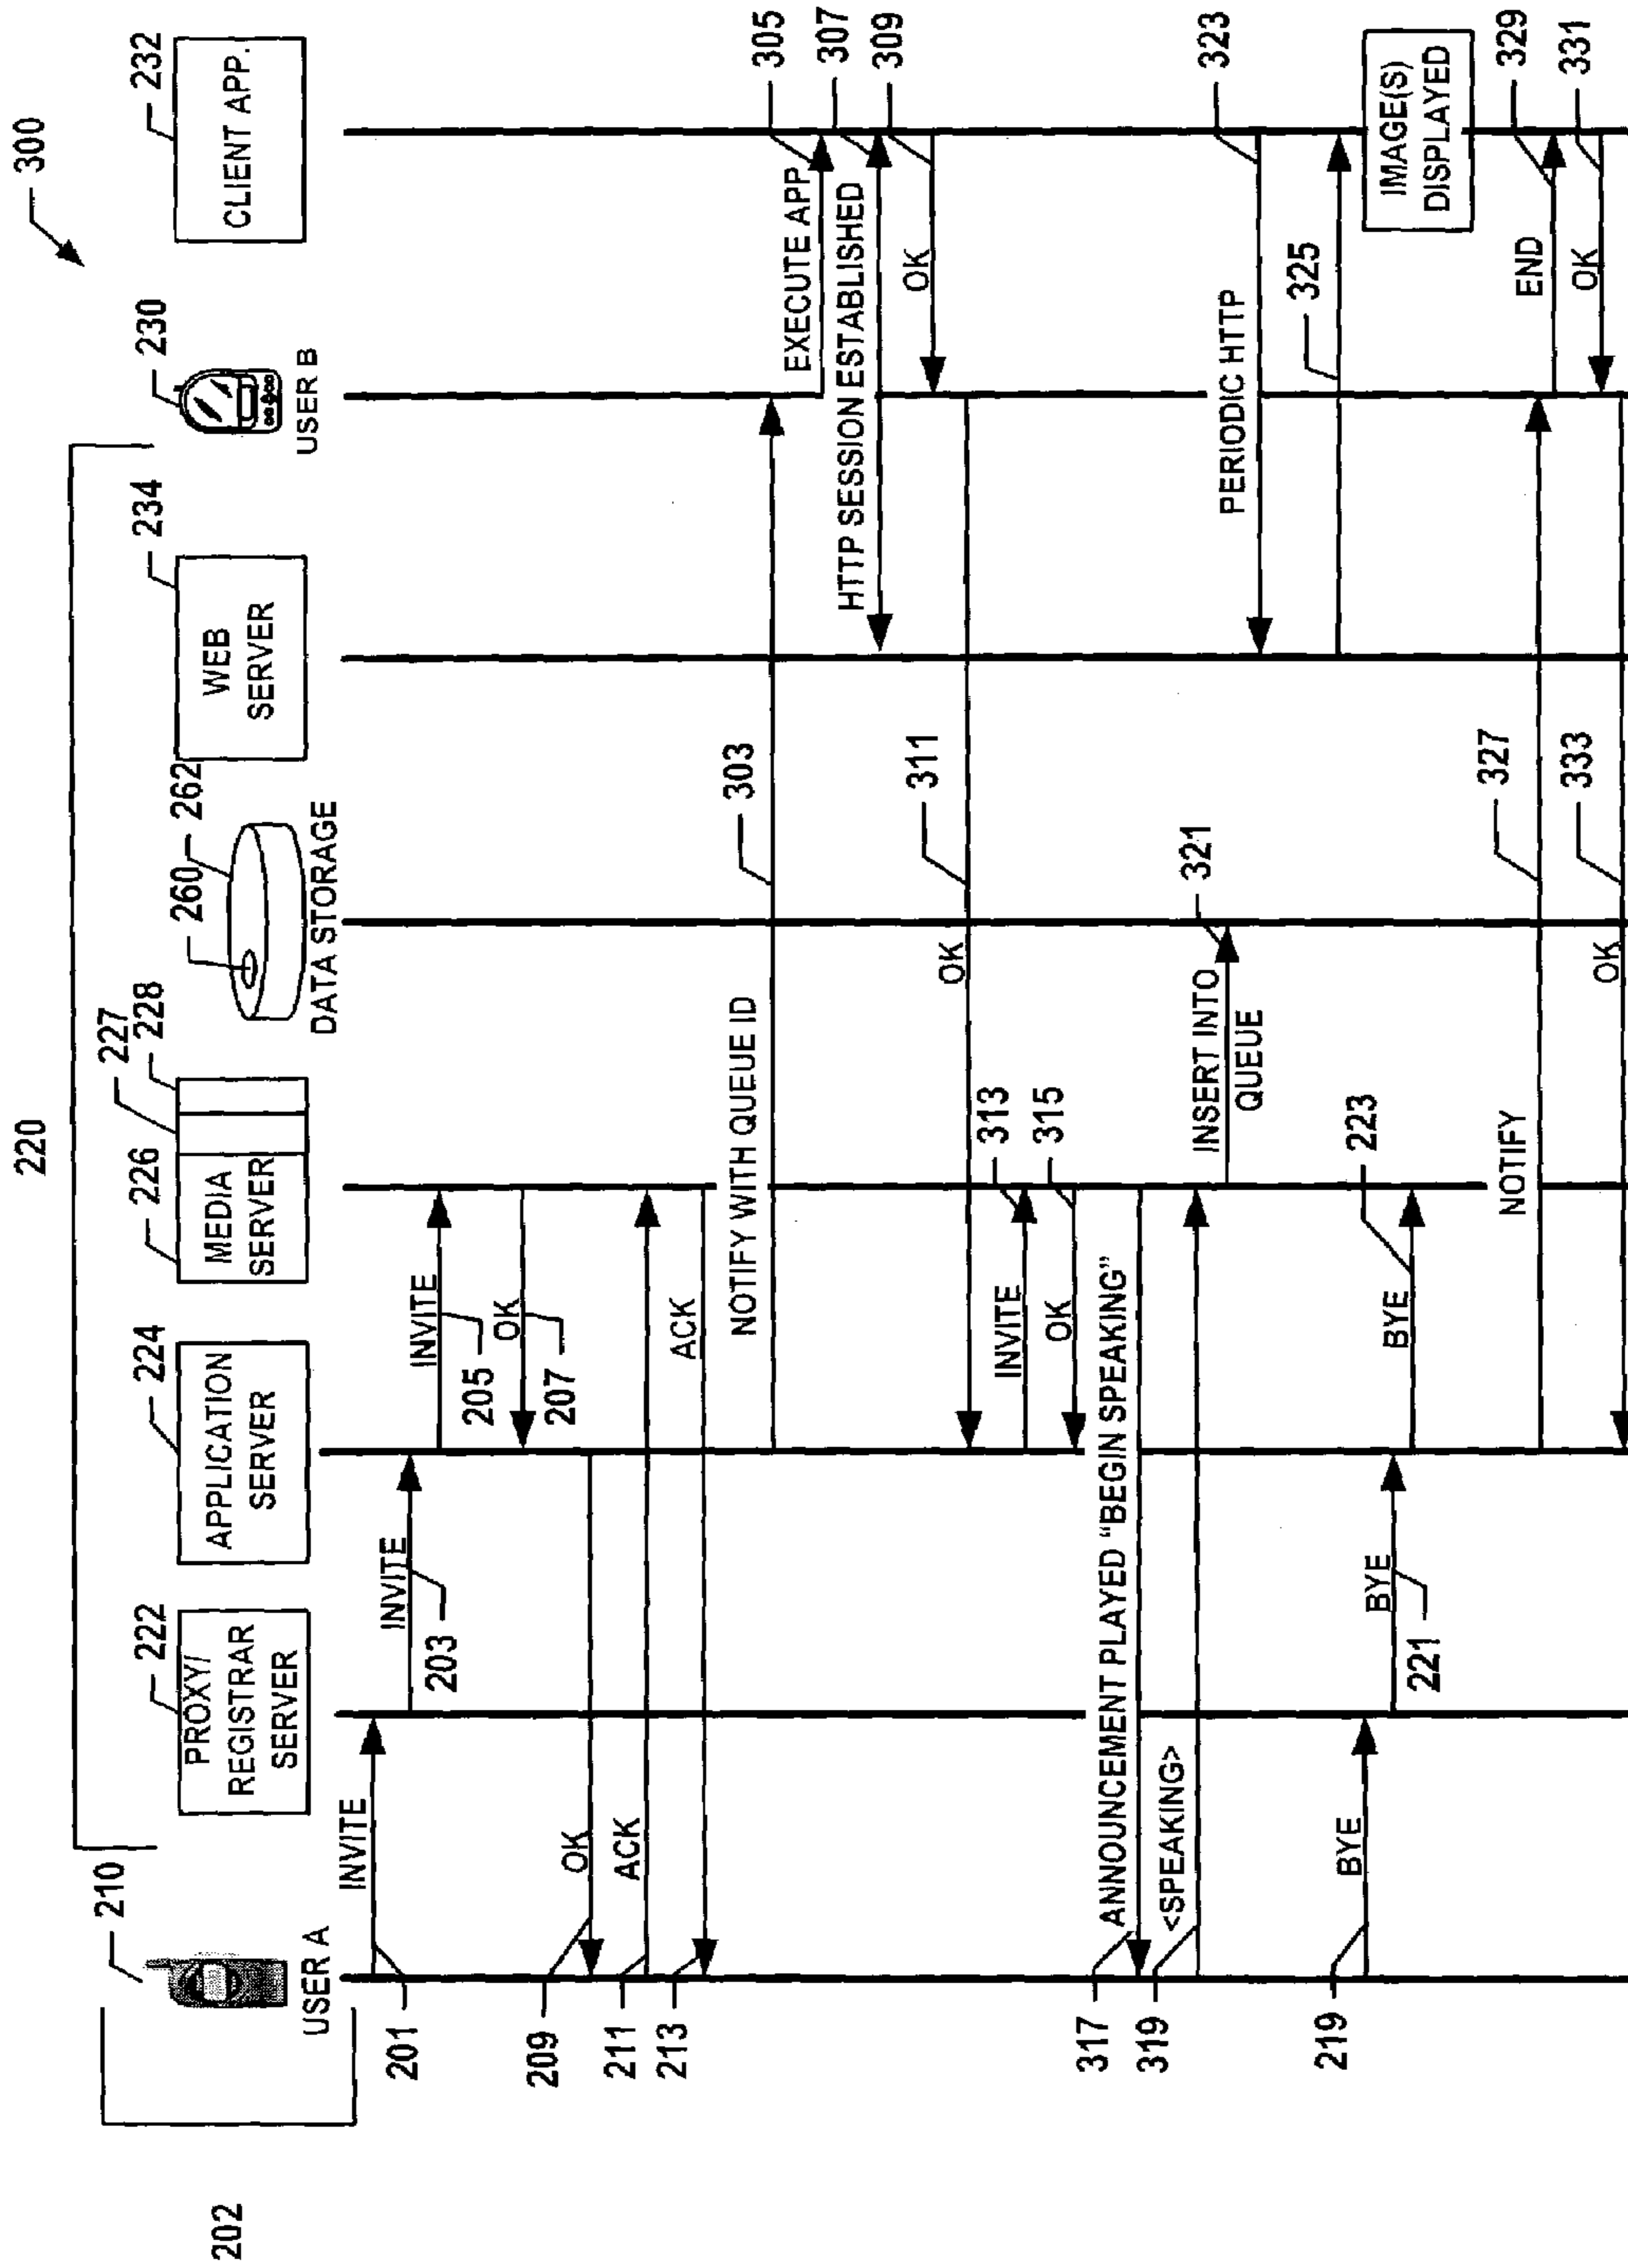 300
220
202
210
USER A
222
PROXY/
REGISTRAR
SERVER
224
APPLICATION
SERVER
226
227
228
MEDIA
SERVER
260
262
DATA STORAGE
234
WEB
SERVER
230
USER B
232
CLIENT APP.
INVITE
201
INVITE
203
INVITE
205
OK
207
OK
209
ACK
211
ACK
213
NOTIFY WITH QUEUE ID
303
EXECUTE APP
305
HTTP SESSION ESTABLISHED
307
OK
309
OK
311
INVITE
313
OK
315
ANNOUNCEMENT PLAYED "BEGIN SPEAKING"
317
<SPEAKING>
319
INSERT INTO
QUEUE
321
PERIODIC HTTP
323
325
IMAGE(S)
DISPLAYED
BYE
219
BYE
221
BYE
223
NOTIFY
327
END
329
OK
331
OK
333